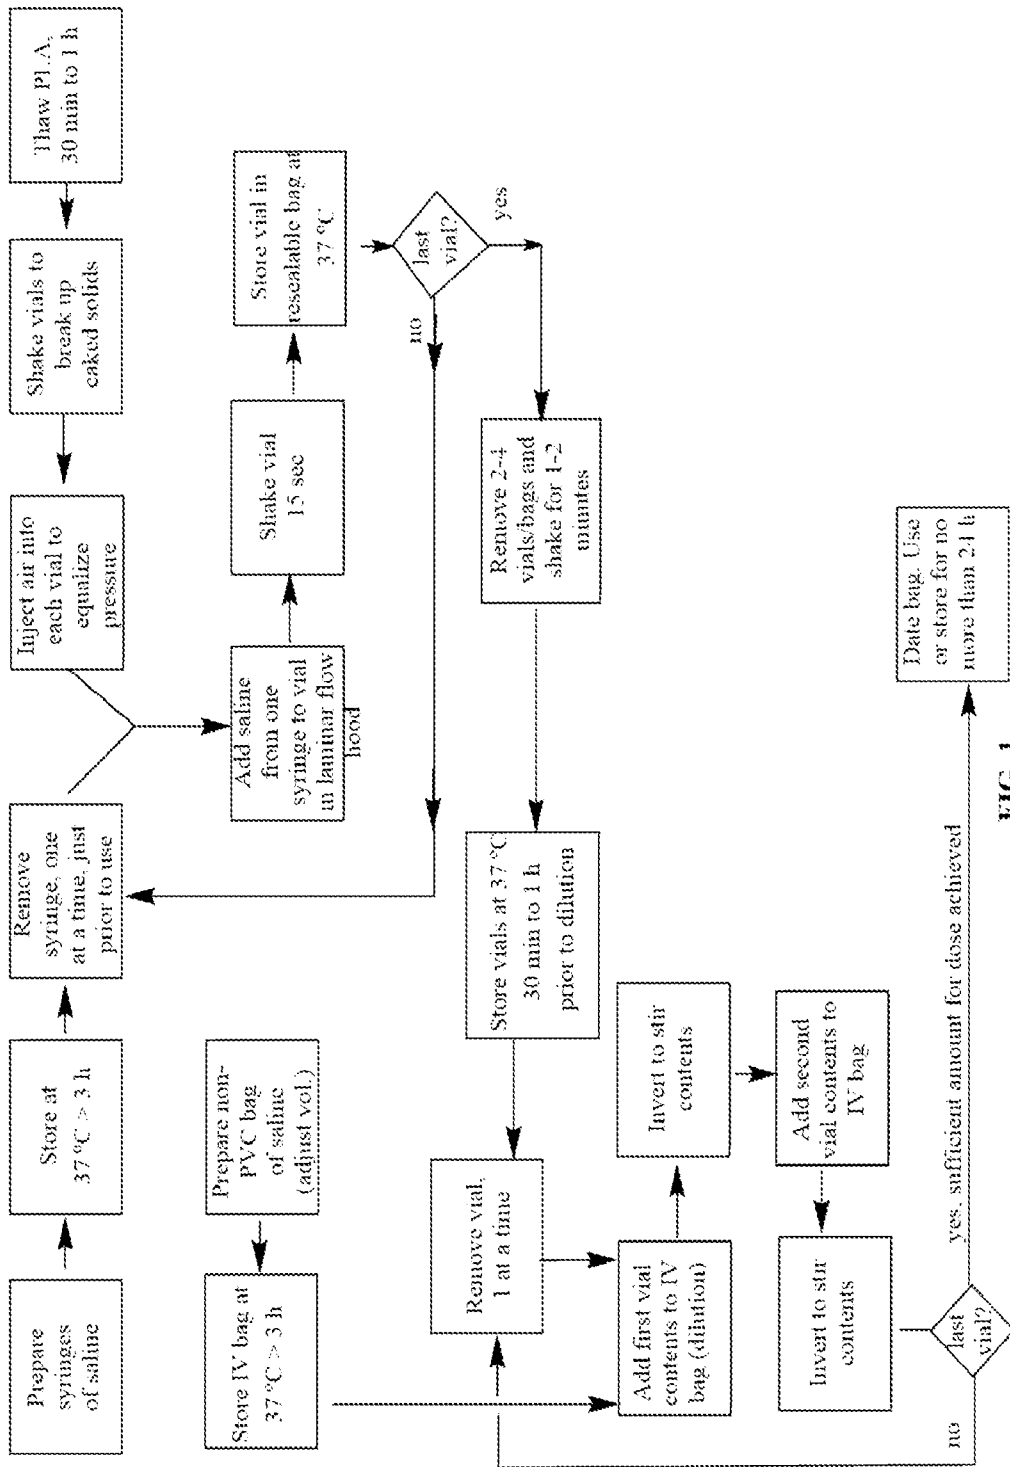 Prepare
syringes
of saline
Store at
37 °C > 3 h
Remove
syringe, one
at a time, just
prior to use
Inject air into
each vial to
equalize
pressure
Shake vials to
break up
caked solids
Thaw PLA,
30 min to 1 h
Prepare non-
PVC bag
of saline
(adjust vol.)
Store IV bag at
37 °C > 3 h
Add saline
from one
syringe to vial
in laminar flow
hood
Shake vial
15 sec
Store vial in
resealable bag at
37 °C
last
vial?
no
yes
Remove 2-4
vials/bags and
shake for 1-2
minutes
Store vials at 37 °C
30 min to 1 h
prior to dilution
Remove vial,
1 at a time
Add first vial
contents to IV
bag (dilution)
Invert to stir
contents
Add second
vial contents to
IV bag
Invert to stir
contents
last
vial?
no
yes, sufficient amount for dose achieved
Date bag. Use
or store for no
more than 24 h
FIG. 1